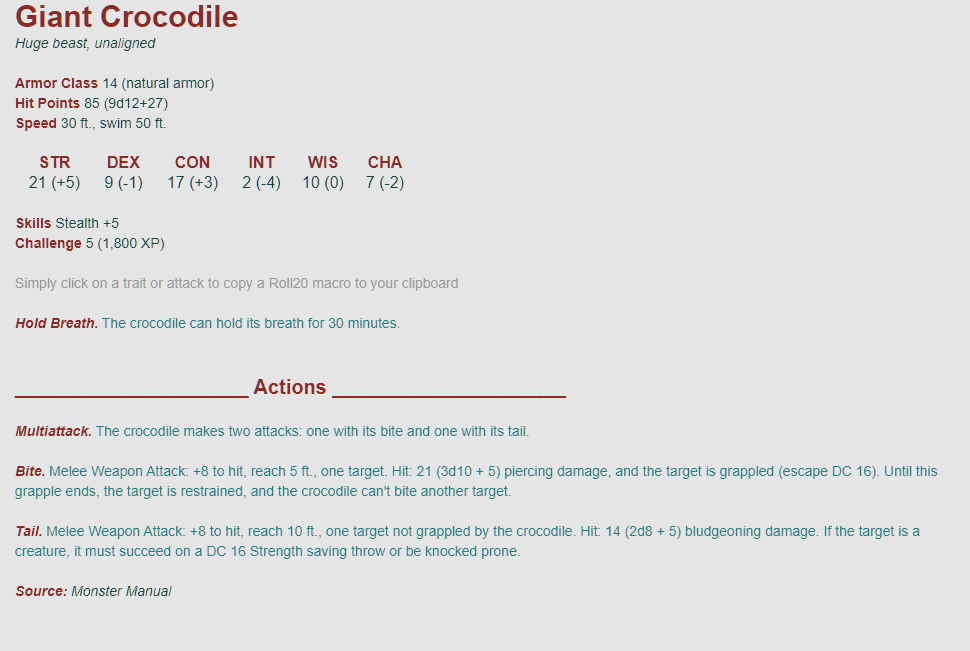 Giant Crocodile
Huge beast, unaligned
Armor Class 14 (natural armor)
Hit Points 85 (9d12+27)
Speed 30 ft., swim 50 ft.
STR DEX CON INT WIS CHA
21 (+5) 9 (-1) 17 (+3) 2 (-4) 10 (0) 7 (-2)
Skills Stealth +5
Challenge 5 (1,800 XP)
Simply click on a trait or attack to copy a Roll20 macro to your clipboard
Hold Breath. The crocodile can hold its breath for 30 minutes.
_____________________ Actions _____________________
Multiattack. The crocodile makes two attacks: one with its bite and one with its tail.
Bite. Melee Weapon Attack: +8 to hit, reach 5 ft., one target. Hit: 21 (3d10 + 5) piercing damage, and the target is grappled (escape DC 16). Until this
grapple ends, the target is restrained, and the crocodile can't bite another target.
Tail. Melee Weapon Attack: +8 to hit, reach 10 ft., one target not grappled by the crocodile. Hit: 14 (2d8 + 5) bludgeoning damage. If the target is a
creature, it must succeed on a DC 16 Strength saving throw or be knocked prone.
Source: Monster Manual